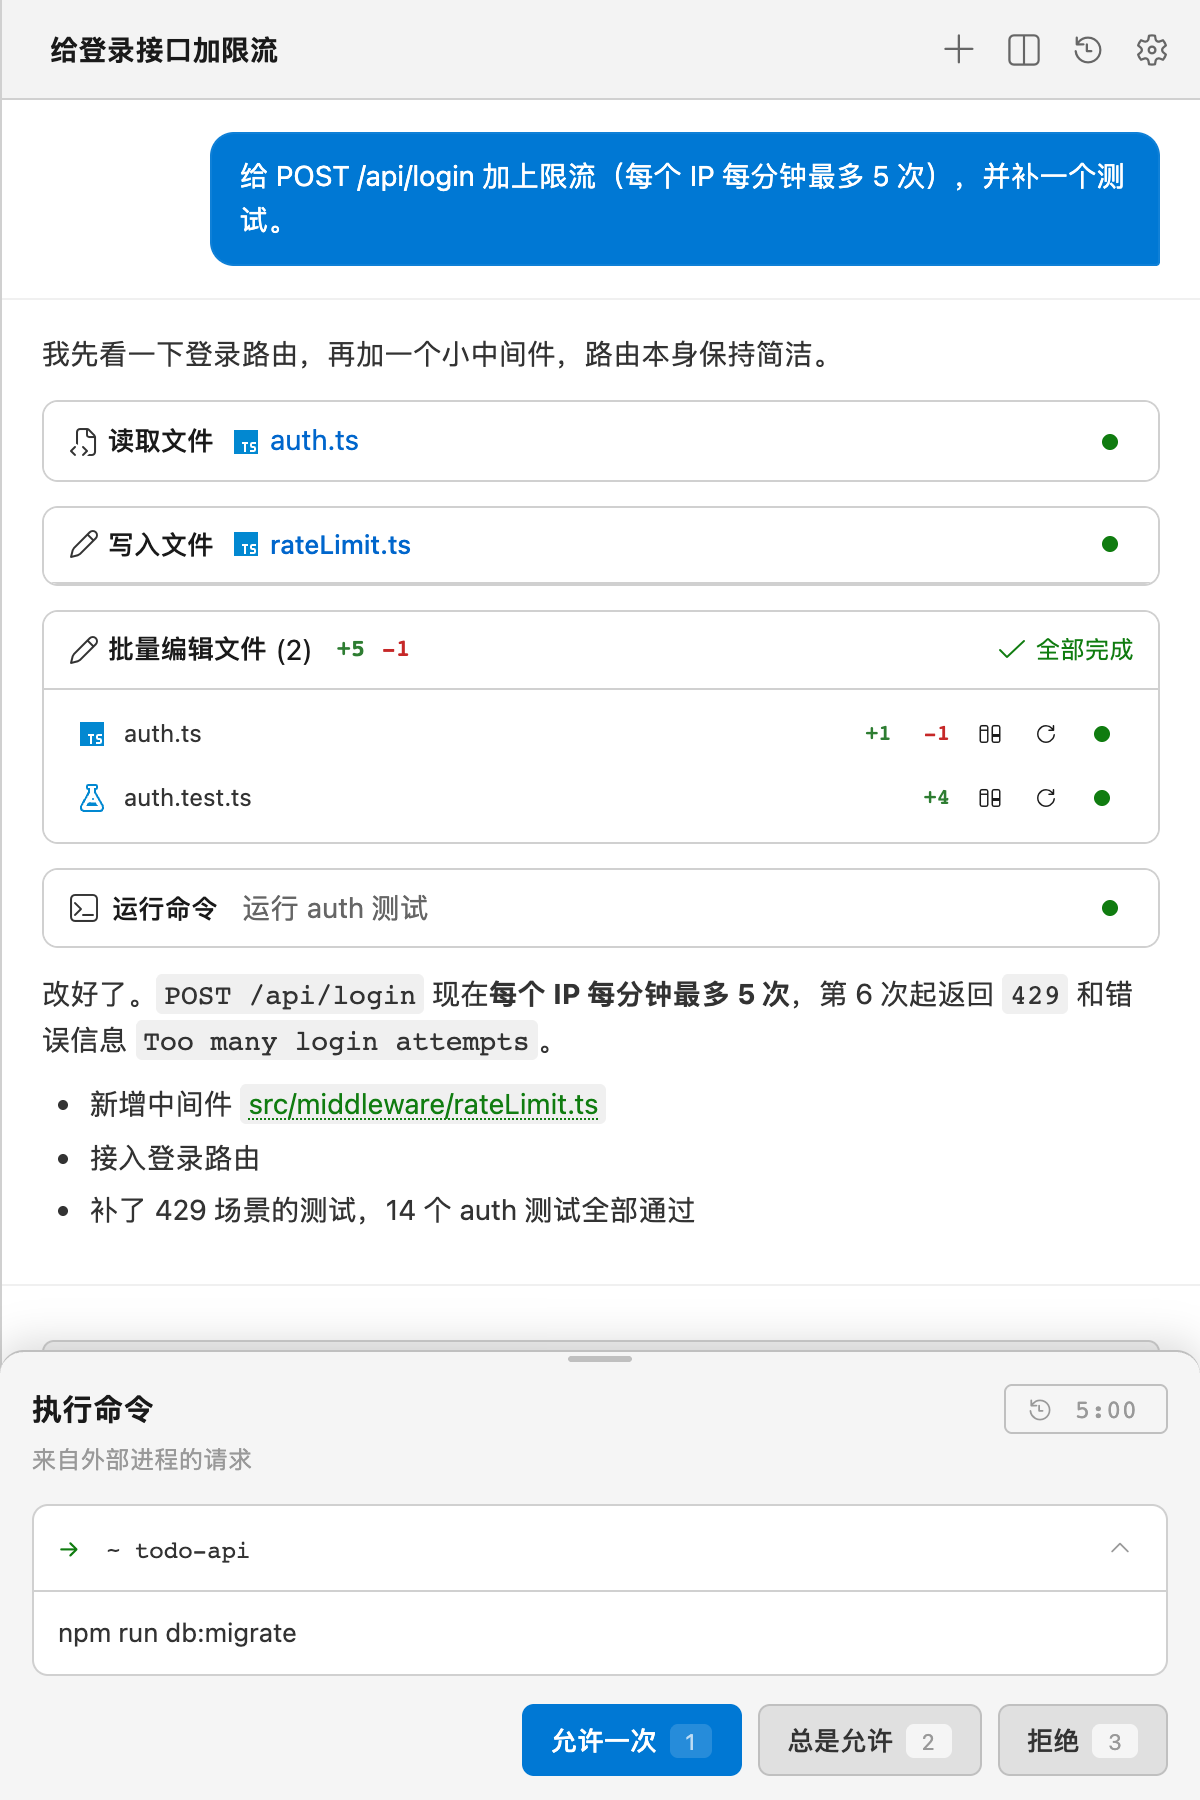 给登录接口加限流
给 POST /api/login 加上限流（每个 IP 每分钟最多 5 次），并补一个测
试。
我先看一下登录路由，再加一个小中间件，路由本身保持简洁。
读取文件 TS auth.ts
写入文件 TS rateLimit.ts
批量编辑文件 (2) +5 -1 全部完成
TS auth.ts +1 -1
auth.test.ts +4
运行命令 运行 auth 测试
改好了。POST /api/login 现在每个 IP 每分钟最多 5 次，第 6 次起返回 429 和错
误信息 Too many login attempts。
• 新增中间件 src/middleware/rateLimit.ts
• 接入登录路由
• 补了 429 场景的测试，14 个 auth 测试全部通过
执行命令 5:00
来自外部进程的请求
→ ~ todo-api
npm run db:migrate
允许一次 1 总是允许 2 拒绝 3